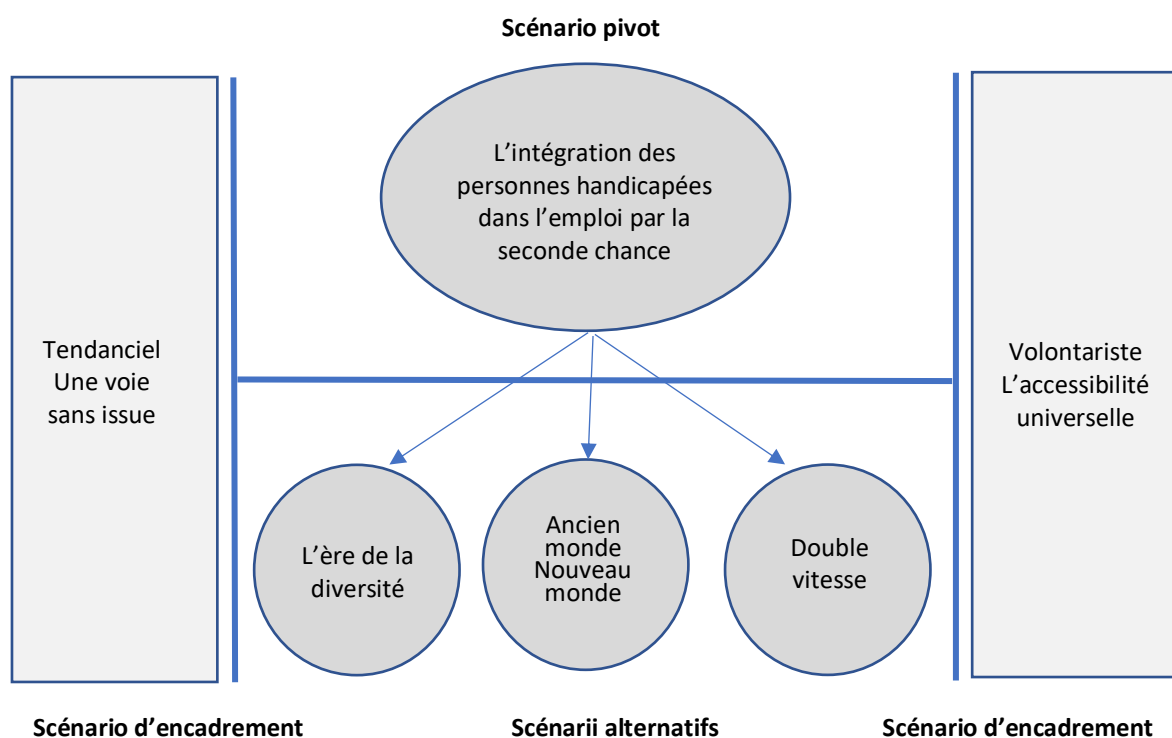 Scénario pivot
L’intégration des
personnes handicapées
dans l’emploi par la
seconde chance
Tendanciel
Une voie
sans issue
Volontariste
L’accessibilité
universelle
L’ère de la
diversité
Ancien
monde
Nouveau
monde
Double
vitesse
Scénario d’encadrement
Scénarii alternatifs
Scénario d’encadrement